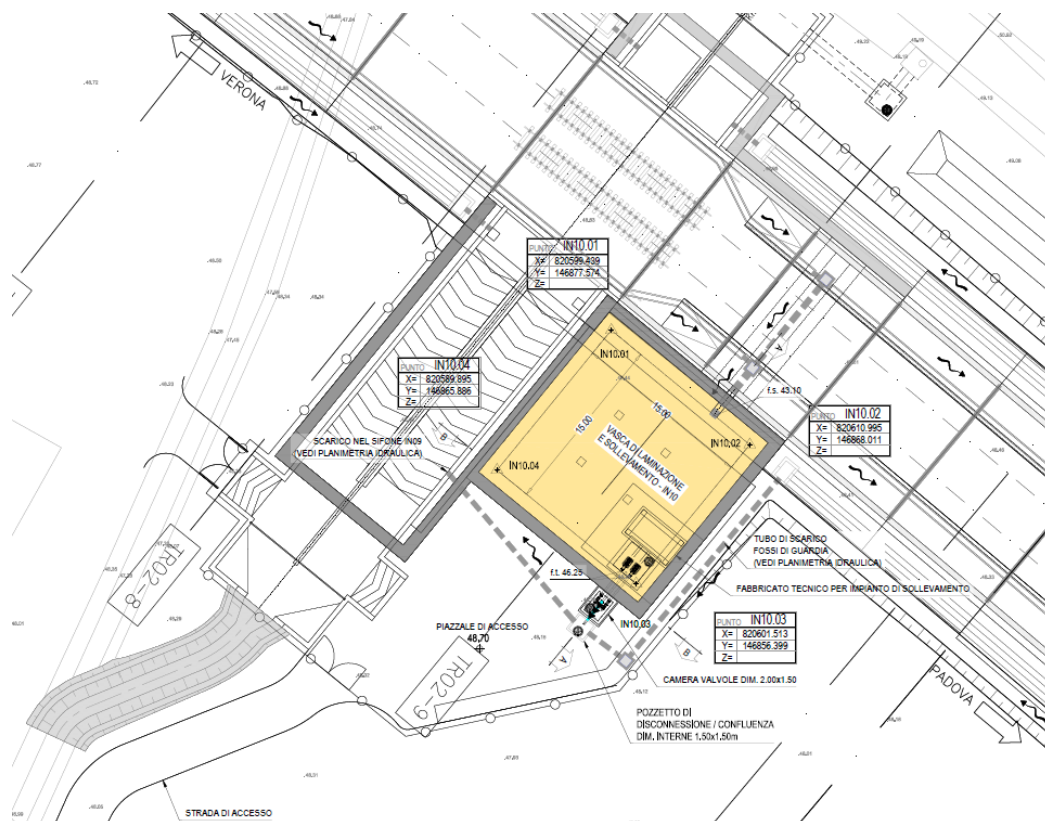 VERONA
PUNTO IN10.01
X= 820599.439
Y= 146877.574
Z=
IN10.01
PUNTO IN10.04
X= 820589.895
Y= 146865.886
Z=
f.s. 43.10
15.00
15.00
PUNTO IN10.02
X= 820610.995
Y= 146868.011
Z=
IN10.02
VASCA DI LAMINAZIONE
E SOLLEVAMENTO - IN10
B
A
SCARICO NEL SIFONE IN09
(VEDI PLANIMETRIA IDRAULICA)
IN10.04
TUBO DI SCARICO
FOSSI DI GUARDIA
(VEDI PLANIMETRIA IDRAULICA)
f.t. 46.25
FABBRICATO TECNICO PER IMPIANTO DI SOLLEVAMENTO
TR02-8
PIAZZALE DI ACCESSO
48.70
IN10.03
PUNTO IN10.03
X= 820601.513
Y= 146856.399
Z=
B
A
TR02-9
CAMERA VALVOLE DIM. 2.00x1.50
PADOVA
POZZETTO DI
DISCONNESSIONE / CONFLUENZA
DIM. INTERNE 1.50x1.50m
STRADA DI ACCESSO